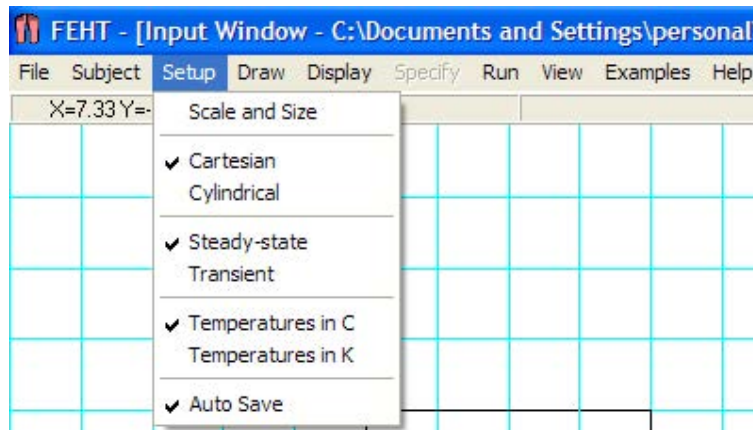 FEHT - [Input Window - C:\Documents and Settings\personal
File Subject Setup Draw Display Specify Run View Examples Help
X=7.33 Y=-
Scale and Size
Cartesian
Cylindrical
Steady-state
Transient
Temperatures in C
Temperatures in K
Auto Save